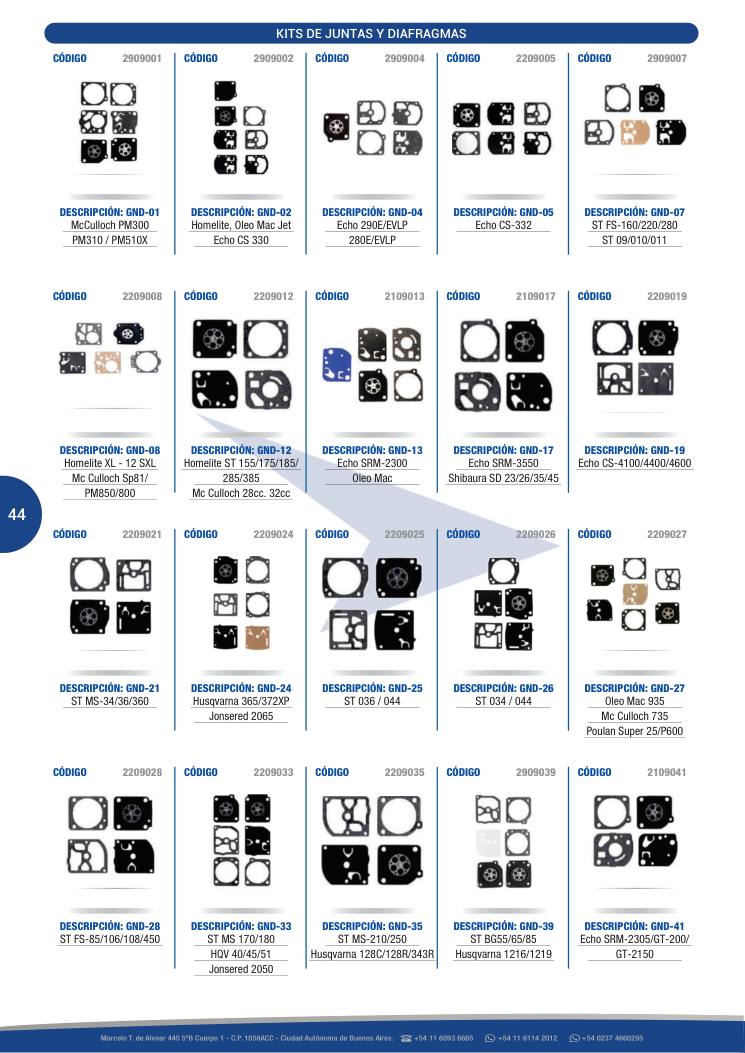 KITS DE JUNTAS Y DIAFRAGMAS
CÓDIGO 2909001
DESCRIPCIÓN: GND-01
McCulloch PM300
PM310 / PM510X
CÓDIGO 2909002
DESCRIPCIÓN: GND-02
Homelite, Oleo Mac Jet
Echo CS 330
CÓDIGO 2909004
DESCRIPCIÓN: GND-04
Echo 290E/EVLP
280E/EVLP
CÓDIGO 2209005
DESCRIPCIÓN: GND-05
Echo CS-332
CÓDIGO 2909007
DESCRIPCIÓN: GND-07
ST FS-160/220/280
ST 09/010/011
CÓDIGO 2209008
DESCRIPCIÓN: GND-08
Homelite XL - 12 SXL
Mc Culloch Sp81/
PM850/800
CÓDIGO 2209012
DESCRIPCIÓN: GND-12
Homelite ST 155/175/185/
285/385
Mc Culloch 28cc. 32cc
CÓDIGO 2109013
DESCRIPCIÓN: GND-13
Echo SRM-2300
Oleo Mac
CÓDIGO 2109017
DESCRIPCIÓN: GND-17
Echo SRM-3550
Shibaura SD 23/26/35/45
CÓDIGO 2209019
DESCRIPCIÓN: GND-19
Echo CS-4100/4400/4600
44
CÓDIGO 2209021
DESCRIPCIÓN: GND-21
ST MS-34/36/360
CÓDIGO 2209024
DESCRIPCIÓN: GND-24
Husqvarna 365/372XP
Jonsered 2065
CÓDIGO 2209025
DESCRIPCIÓN: GND-25
ST 036 / 044
CÓDIGO 2209026
DESCRIPCIÓN: GND-26
ST 034 / 044
CÓDIGO 2209027
DESCRIPCIÓN: GND-27
Oleo Mac 935
Mc Culloch 735
Poulan Super 25/P600
CÓDIGO 2209028
DESCRIPCIÓN: GND-28
ST FS-85/106/108/450
CÓDIGO 2209033
DESCRIPCIÓN: GND-33
ST MS 170/180
HQV 40/45/51
Jonsered 2050
CÓDIGO 2209035
DESCRIPCIÓN: GND-35
ST MS-210/250
Husqvarna 128C/128R/343R
CÓDIGO 2909039
DESCRIPCIÓN: GND-39
ST BG55/65/85
Husqvarna 1216/1219
CÓDIGO 2109041
DESCRIPCIÓN: GND-41
Echo SRM-2305/GT-200/
GT-2150
Marcelo T. de Alvear 445 5ºB Cuerpo 1 - C.P. 1058ACC - Ciudad Autónoma de Buenos Aires. +54 11 6093 6665 +54 11 6114 2012 +54 0237 4660295